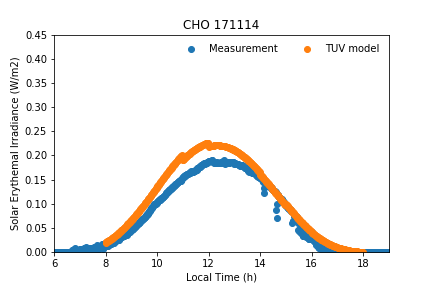 CHO 171114
Measurement TUV model
Solar Erythemal Irradiance (W/m2)
0.45
0.40
0.35
0.30
0.25
0.20
0.15
0.10
0.05
0.00
6 8 10 12 14 16 18
Local Time (h)